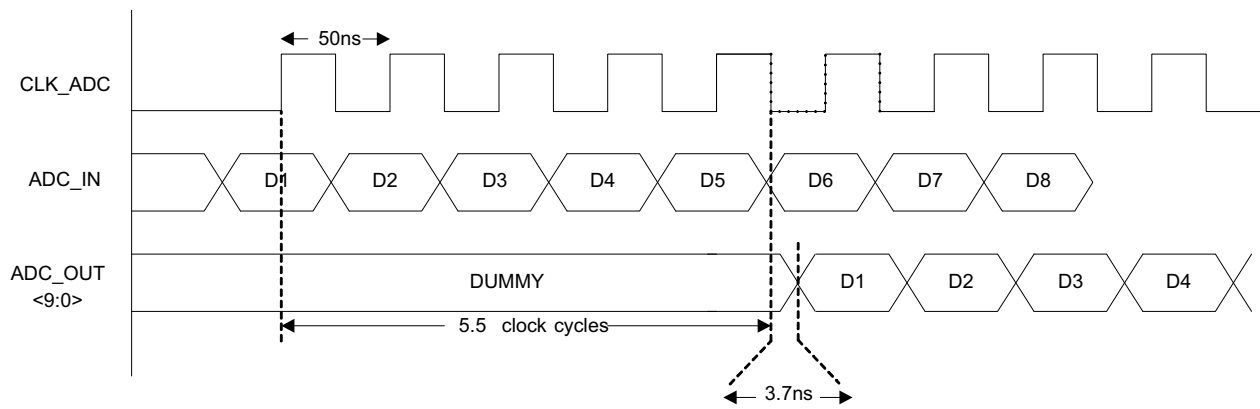 50ns
CLK_ADC
ADC_IN
D1 D2 D3 D4 D5 D6 D7 D8
ADC_OUT
<9:0>
DUMMY D1 D2 D3 D4
5.5 clock cycles
3.7ns